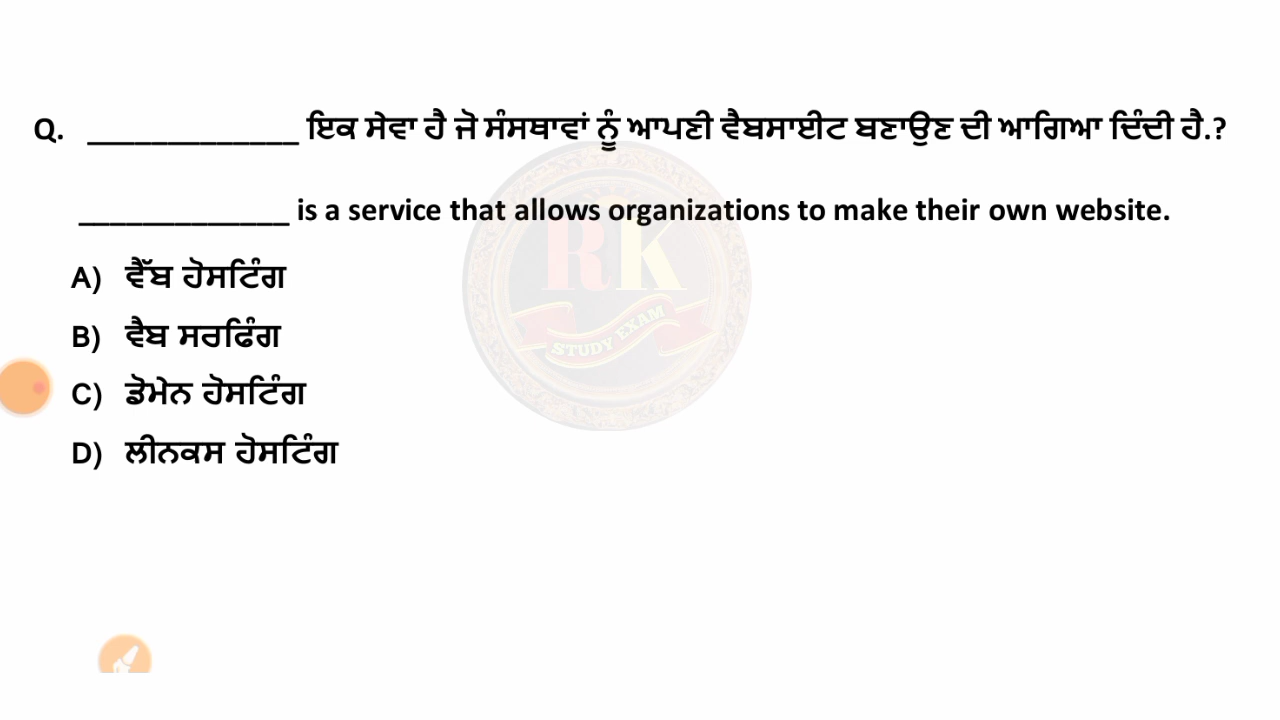 Q. _____________ ਇਕ ਸੇਵਾ ਹੈ ਜੋ ਸੰਸਥਾਵਾਂ ਨੂੰ ਆਪਣੀ ਵੈਬਸਾਈਟ ਬਣਾਉਣ ਦੀ ਆਗਿਆ ਦਿੰਦੀ ਹੈ.?
_____________ is a service that allows organizations to make their own website.
RK
STUDY EXAM
A) ਵੈੱਬ ਹੋਸਟਿੰਗ
B) ਵੈਬ ਸਰਫਿੰਗ
C) ਡੋਮੇਨ ਹੋਸਟਿੰਗ
D) ਲੀਨਕਸ ਹੋਸਟਿੰਗ